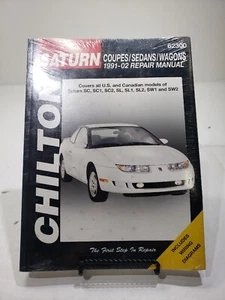 62300
SATURN
COUPES/SEDANS/WAGONS
1991-02 REPAIR MANUAL
Covers all U.S. and Canadian models of
Saturn SC, SC1, SC2, SL, SL1, SL2, SW1 and SW2
CHILTON
INCLUDES
WIRING
DIAGRAMS
The First Step In Repair